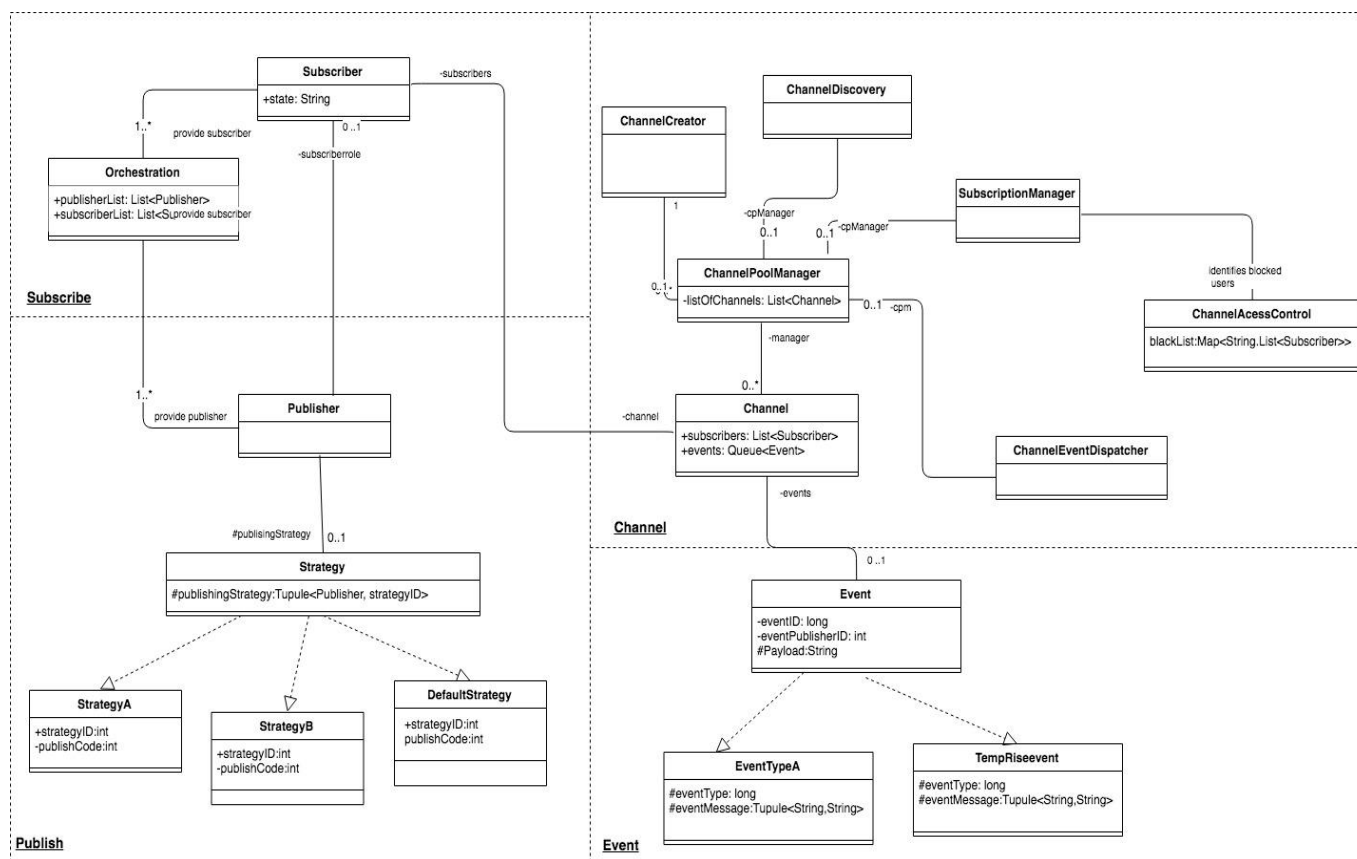 Subscriber
+state: String
-subscribers
1..*
provide subscriber
0 ..1
-subscriberrole
Orchestration
+publisherList: List<Publisher>
+subscriberList: List<S
provide subscriber
Subscribe
1..*
provide publisher
Publisher
#publisingStrategy
0..1
Strategy
#publishingStrategy:Tupule<Publisher, strategyID>
StrategyA
+strategyID:int
-publishCode:int
StrategyB
+strategyID:int
-publishCode:int
DefaultStrategy
+strategyID:int
publishCode:int
Publish
ChannelDiscovery
ChannelCreator
1
SubscriptionManager
-cpManager
0..1
0..1
-cpManager
ChannelPoolManager
-listOfChannels: List<Channel>
0..1
0..1
-cpm
identifies blocked
users
ChannelAcessControl
blackList:Map<String.List<Subscriber>>
-manager
0..*
-channel
Channel
+subscribers: List<Subscriber>
+events: Queue<Event>
ChannelEventDispatcher
-events
Channel
0 ..1
Event
-eventID: long
-eventPublisherID: int
#Payload:String
EventTypeA
#eventType: long
#eventMessage:Tupule<String,String>
TempRiseevent
#eventType: long
#eventMessage:Tupule<String,String>
Event